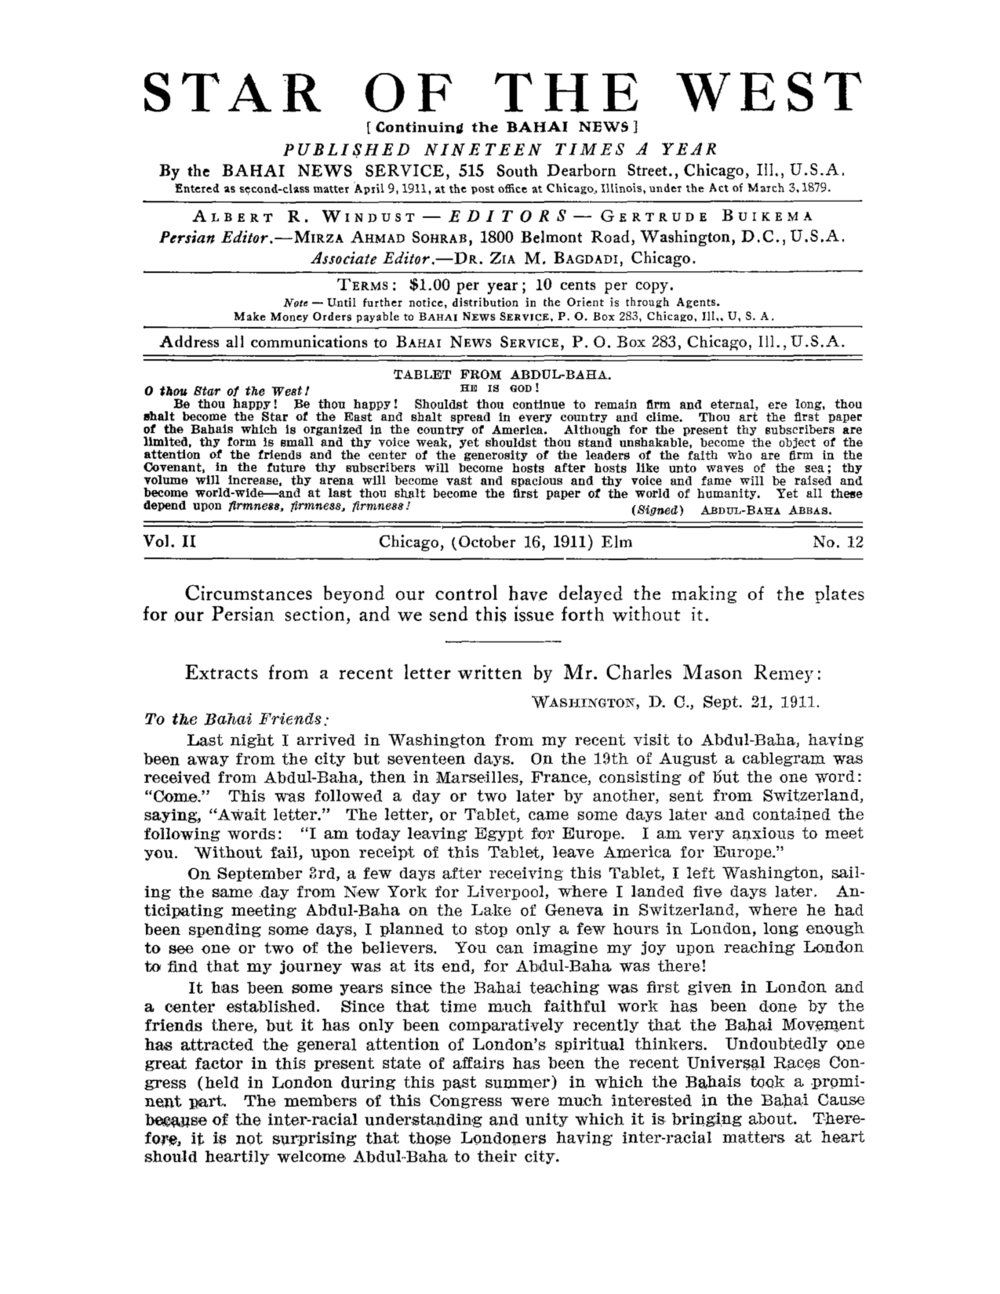 STAR OF THE WEST
[Continuing the BAHAI NEWS]
PUBLISHED NINETEEN TIMES A YEAR
By the BAHAI NEWS SERVICE, 515 South Dearborn Street., Chicago, Ill., U.S.A.
Entered as second-class matter April 9, 1911, at the post office at Chicago, Illinois, under the Act of March 3, 1879.
ALBERT R. WINDUST — EDITORS — GERTRUDE BUIKEMA
Persian Editor.—MIRZA AHMAD SOHRAB, 1800 Belmont Road, Washington, D.C., U.S.A.
Associate Editor.—DR. ZIA M. BAGDADI, Chicago.
TERMS: $1.00 per year; 10 cents per copy.
Note — Until further notice, distribution in the Orient is through Agents.
Make Money Orders payable to BAHAI NEWS SERVICE, P. O. Box 283, Chicago, Ill., U, S. A.
Address all communications to BAHAI NEWS SERVICE, P. O. Box 283, Chicago, Ill., U.S.A.
TABLET FROM ABDUL-BAHA.
O thou Star of the West! HE IS GOD!
Be thou happy! Be thou happy! Shouldst thou continue to remain firm and eternal, ere long, thou
shalt become the Star of the East and shalt spread in every country and clime. Thou art the first paper
of the Bahais which is organized in the country of America. Although for the present thy subscribers are
limited, thy form is small and thy voice weak, yet shouldst thou stand unshakable, become the object of the
attention of the friends and the center of the generosity of the leaders of the faith who are firm in the
Covenant, in the future thy subscribers will become hosts after hosts like unto waves of the sea; thy
volume will increase, thy arena will become vast and spacious and thy voice and fame will be raised and
become world-wide—and at last thou shalt become the first paper of the world of humanity. Yet all these
depend upon firmness, firmness, firmness! (Signed) ABDUL-BAHA ABBAS.
Vol. II Chicago, (October 16, 1911) Elm No. 12
Circumstances beyond our control have delayed the making of the plates
for our Persian section, and we send this issue forth without it.
Extracts from a recent letter written by Mr. Charles Mason Remey:
WASHINGTON, D. C., Sept. 21, 1911.
To the Bahai Friends:
Last night I arrived in Washington from my recent visit to Abdul-Baha, having
been away from the city but seventeen days. On the 19th of August a cablegram was
received from Abdul-Baha, then in Marseilles, France, consisting of but the one word:
“Come.” This was followed a day or two later by another, sent from Switzerland,
saying, “Await letter.” The letter, or Tablet, came some days later and contained the
following words: “I am today leaving Egypt for Europe. I am very anxious to meet
you. Without fail, upon receipt of this Tablet, leave America for Europe.”
On September 3rd, a few days after receiving this Tablet, I left Washington, sail-
ing the same day from New York for Liverpool, where I landed five days later. An-
ticipating meeting Abdul-Baha on the Lake of Geneva in Switzerland, where he had
been spending some days, I planned to stop only a few hours in London, long enough
to see one or two of the believers. You can imagine my joy upon reaching London
to find that my journey was at its end, for Abdul-Baha was there!
It has been some years since the Bahai teaching was first given in London and
a center established. Since that time much faithful work has been done by the
friends there, but it has only been comparatively recently that the Bahai Movement
has attracted the general attention of London's spiritual thinkers. Undoubtedly one
great factor in this present state of affairs has been the recent Universal Races Con-
gress (held in London during this past summer) in which the Bahais took a promi-
nent part. The members of this Congress were much interested in the Bahai Cause
because of the inter-racial understanding and unity which it is bringing about. There-
fore, it is not surprising that those Londoners having inter-racial matters at heart
should heartily welcome Abdul-Baha to their city.